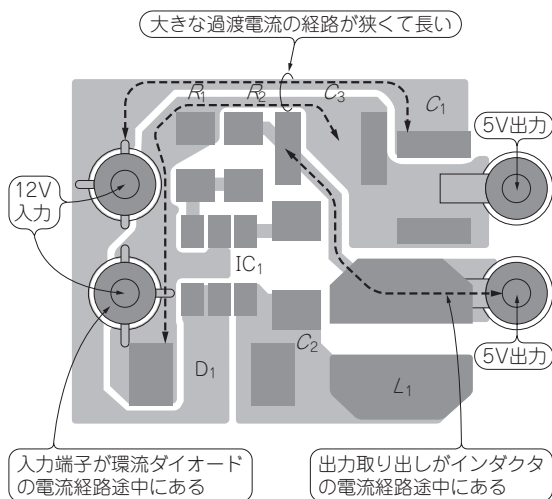 大きな過渡電流の経路が狭くて長い
R1
R2
C3
C1
5V出力
12V
入力
IC1
D1
C2
L1
5V出力
入力端子が環流ダイオード
の電流経路途中にある
出力取り出しがインダクタ
の電流経路途中にある